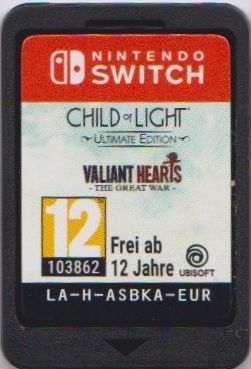 NINTENDO
SWITCH
CHILD of LIGHT
ULTIMATE EDITION
VALIANT HEARTS
- THE GREAT WAR -
12
103862
Frei ab
12 Jahre
UBISOFT
LA-H-ASBKA-EUR